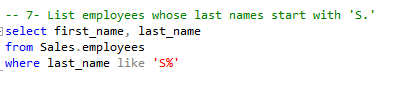 -- 7- List employees whose last names start with 'S.'
select first_name, last_name
from Sales.employees
where last_name like 'S%'